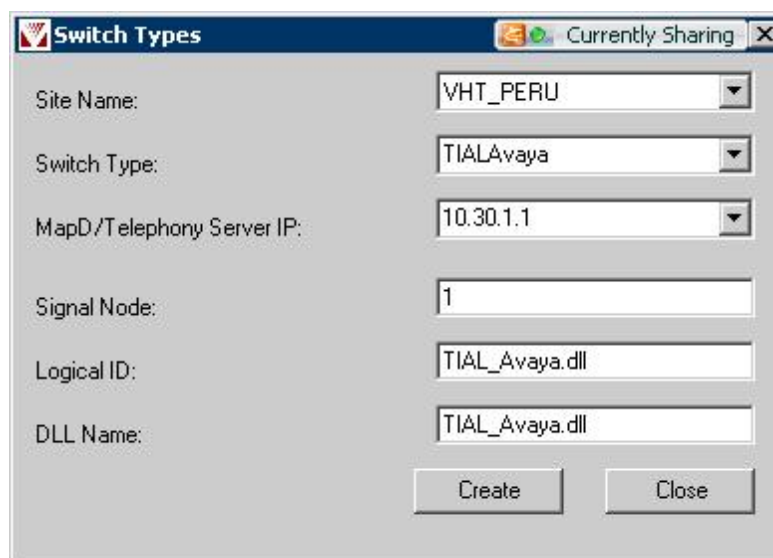 Switch Types
Currently Sharing
Site Name: VHT_PERU
Switch Type: TIALAvaya
MapD/Telephony Server IP: 10.30.1.1
Signal Node: 1
Logical ID: TIAL_Avaya.dll
DLL Name: TIAL_Avaya.dll
Create Close